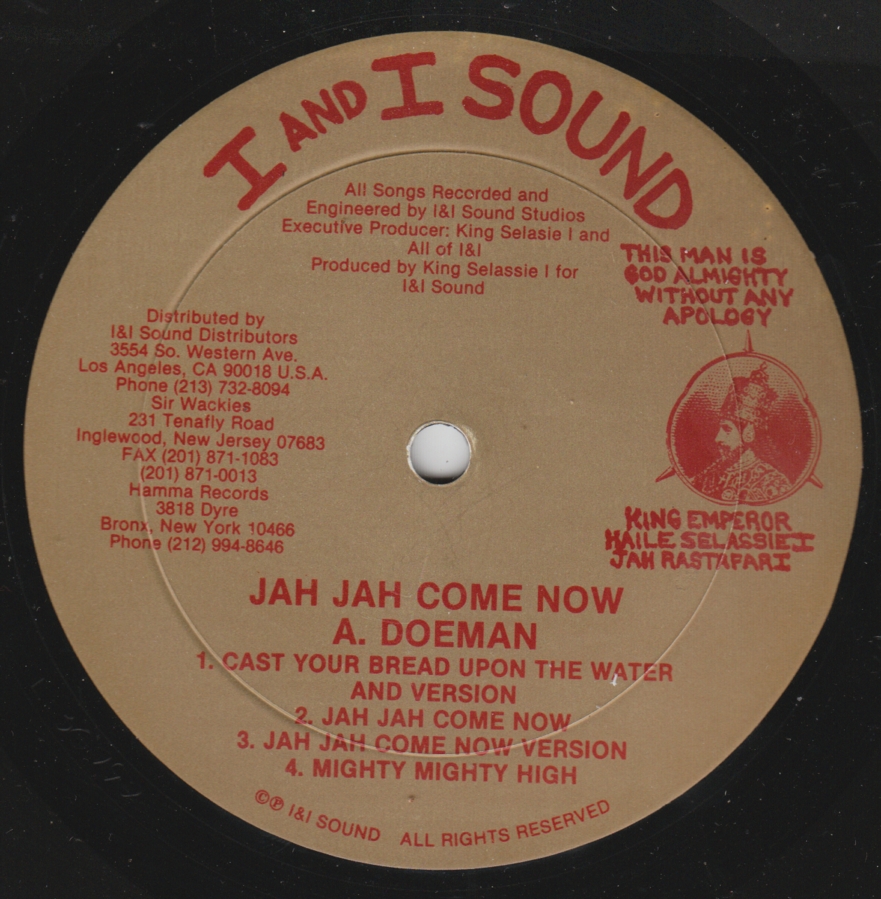 I AND I SOUND
All Songs Recorded and
Engineered by I&I Sound Studios
Executive Producer: King Selasie I and
All of I&I
Produced by King Selassie I for
I&I Sound
THIS MAN IS
GOD ALMIGHTY
WITHOUT ANY
APOLOGY
Distributed by
I&I Sound Distributors
3554 So. Western Ave.
Los Angeles, CA 90018 U.S.A.
Phone (213) 732-8094
Sir Wackies
231 Tenafly Road
Inglewood, New Jersey 07683
FAX (201) 871-1083
(201) 871-0013
Hamma Records
3818 Dyre
Bronx, New York 10466
Phone (212) 994-8646
KING EMPEROR
HAILE SELASSIE I
JAH RASTAFARI
JAH JAH COME NOW
A. DOEMAN
1. CAST YOUR BREAD UPON THE WATER
AND VERSION
2. JAH JAH COME NOW
3. JAH JAH COME NOW VERSION
4. MIGHTY MIGHTY HIGH
©℗ I&I SOUND ALL RIGHTS RESERVED